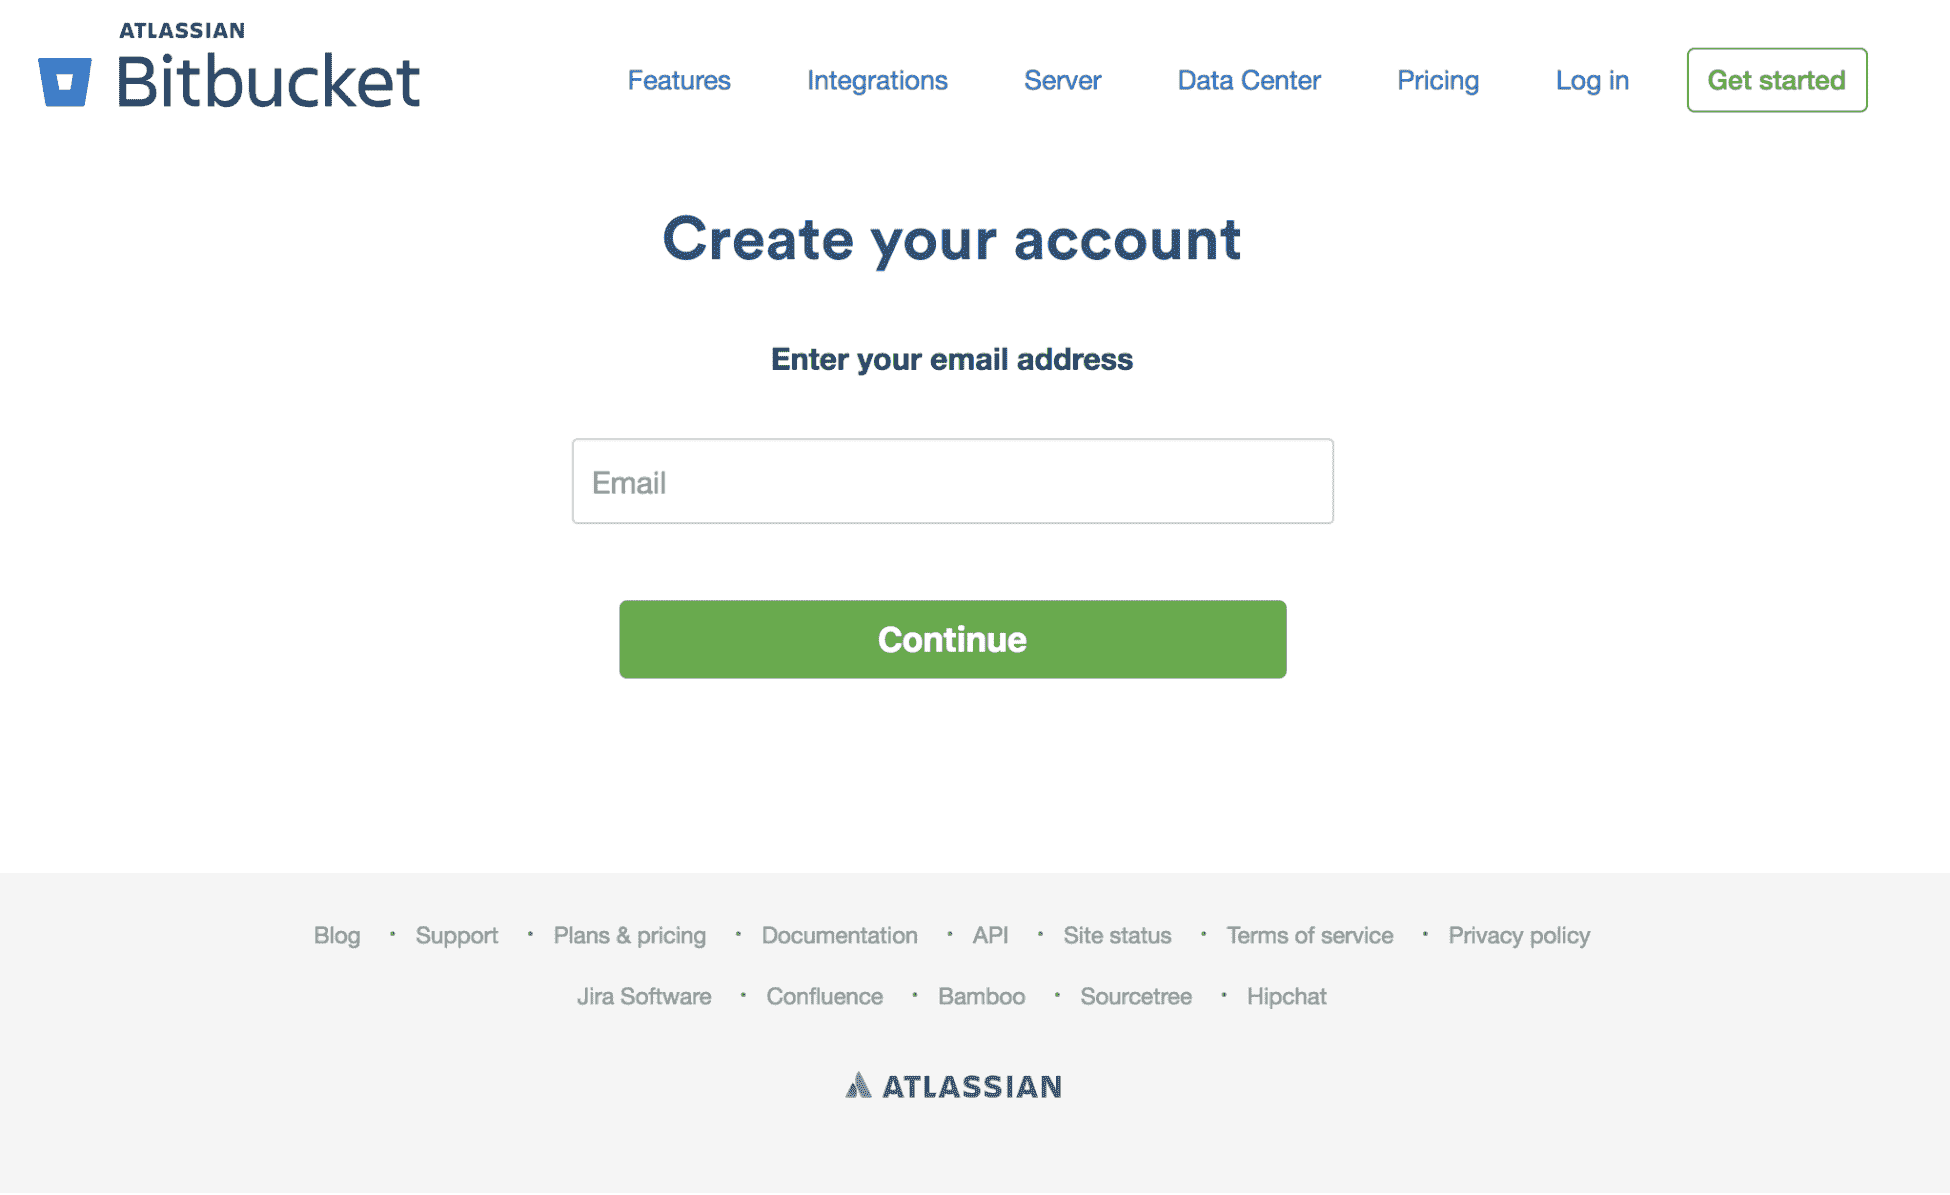 ATLASSIAN
Bitbucket
Features Integrations Server Data Center Pricing Log in Get started
Create your account
Enter your email address
Email
Continue
Blog · Support · Plans & pricing · Documentation · API · Site status · Terms of service · Privacy policy
Jira Software · Confluence · Bamboo · Sourcetree · Hipchat
ATLASSIAN